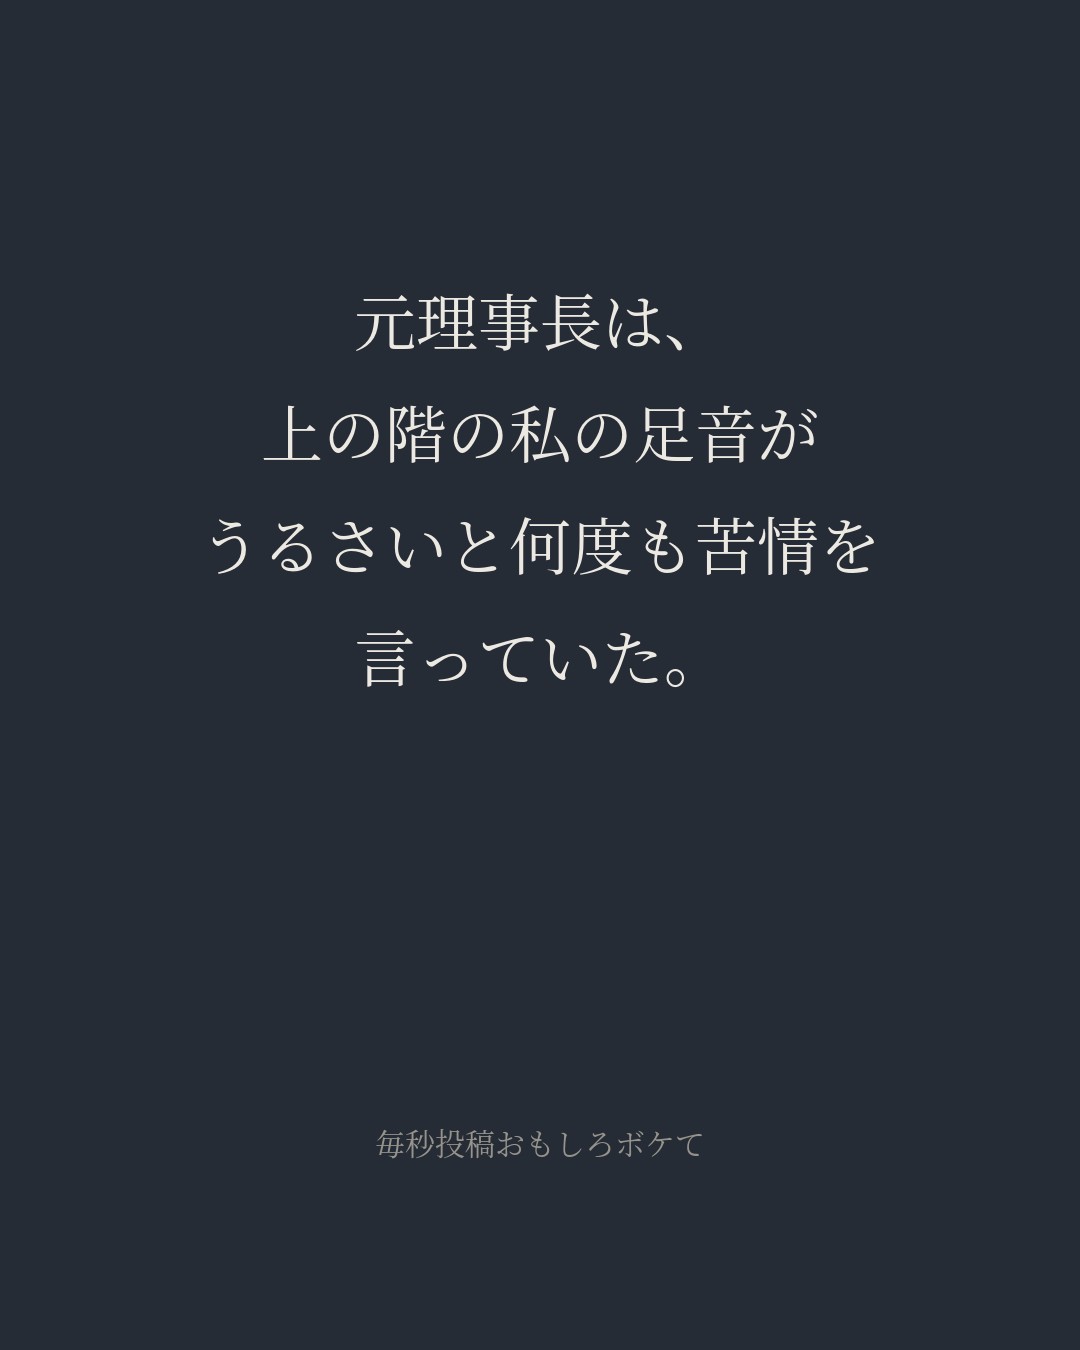 元理事長は、
上の階の私の足音が
うるさいと何度も苦情を
言っていた。
毎秒投稿おもしろボケて